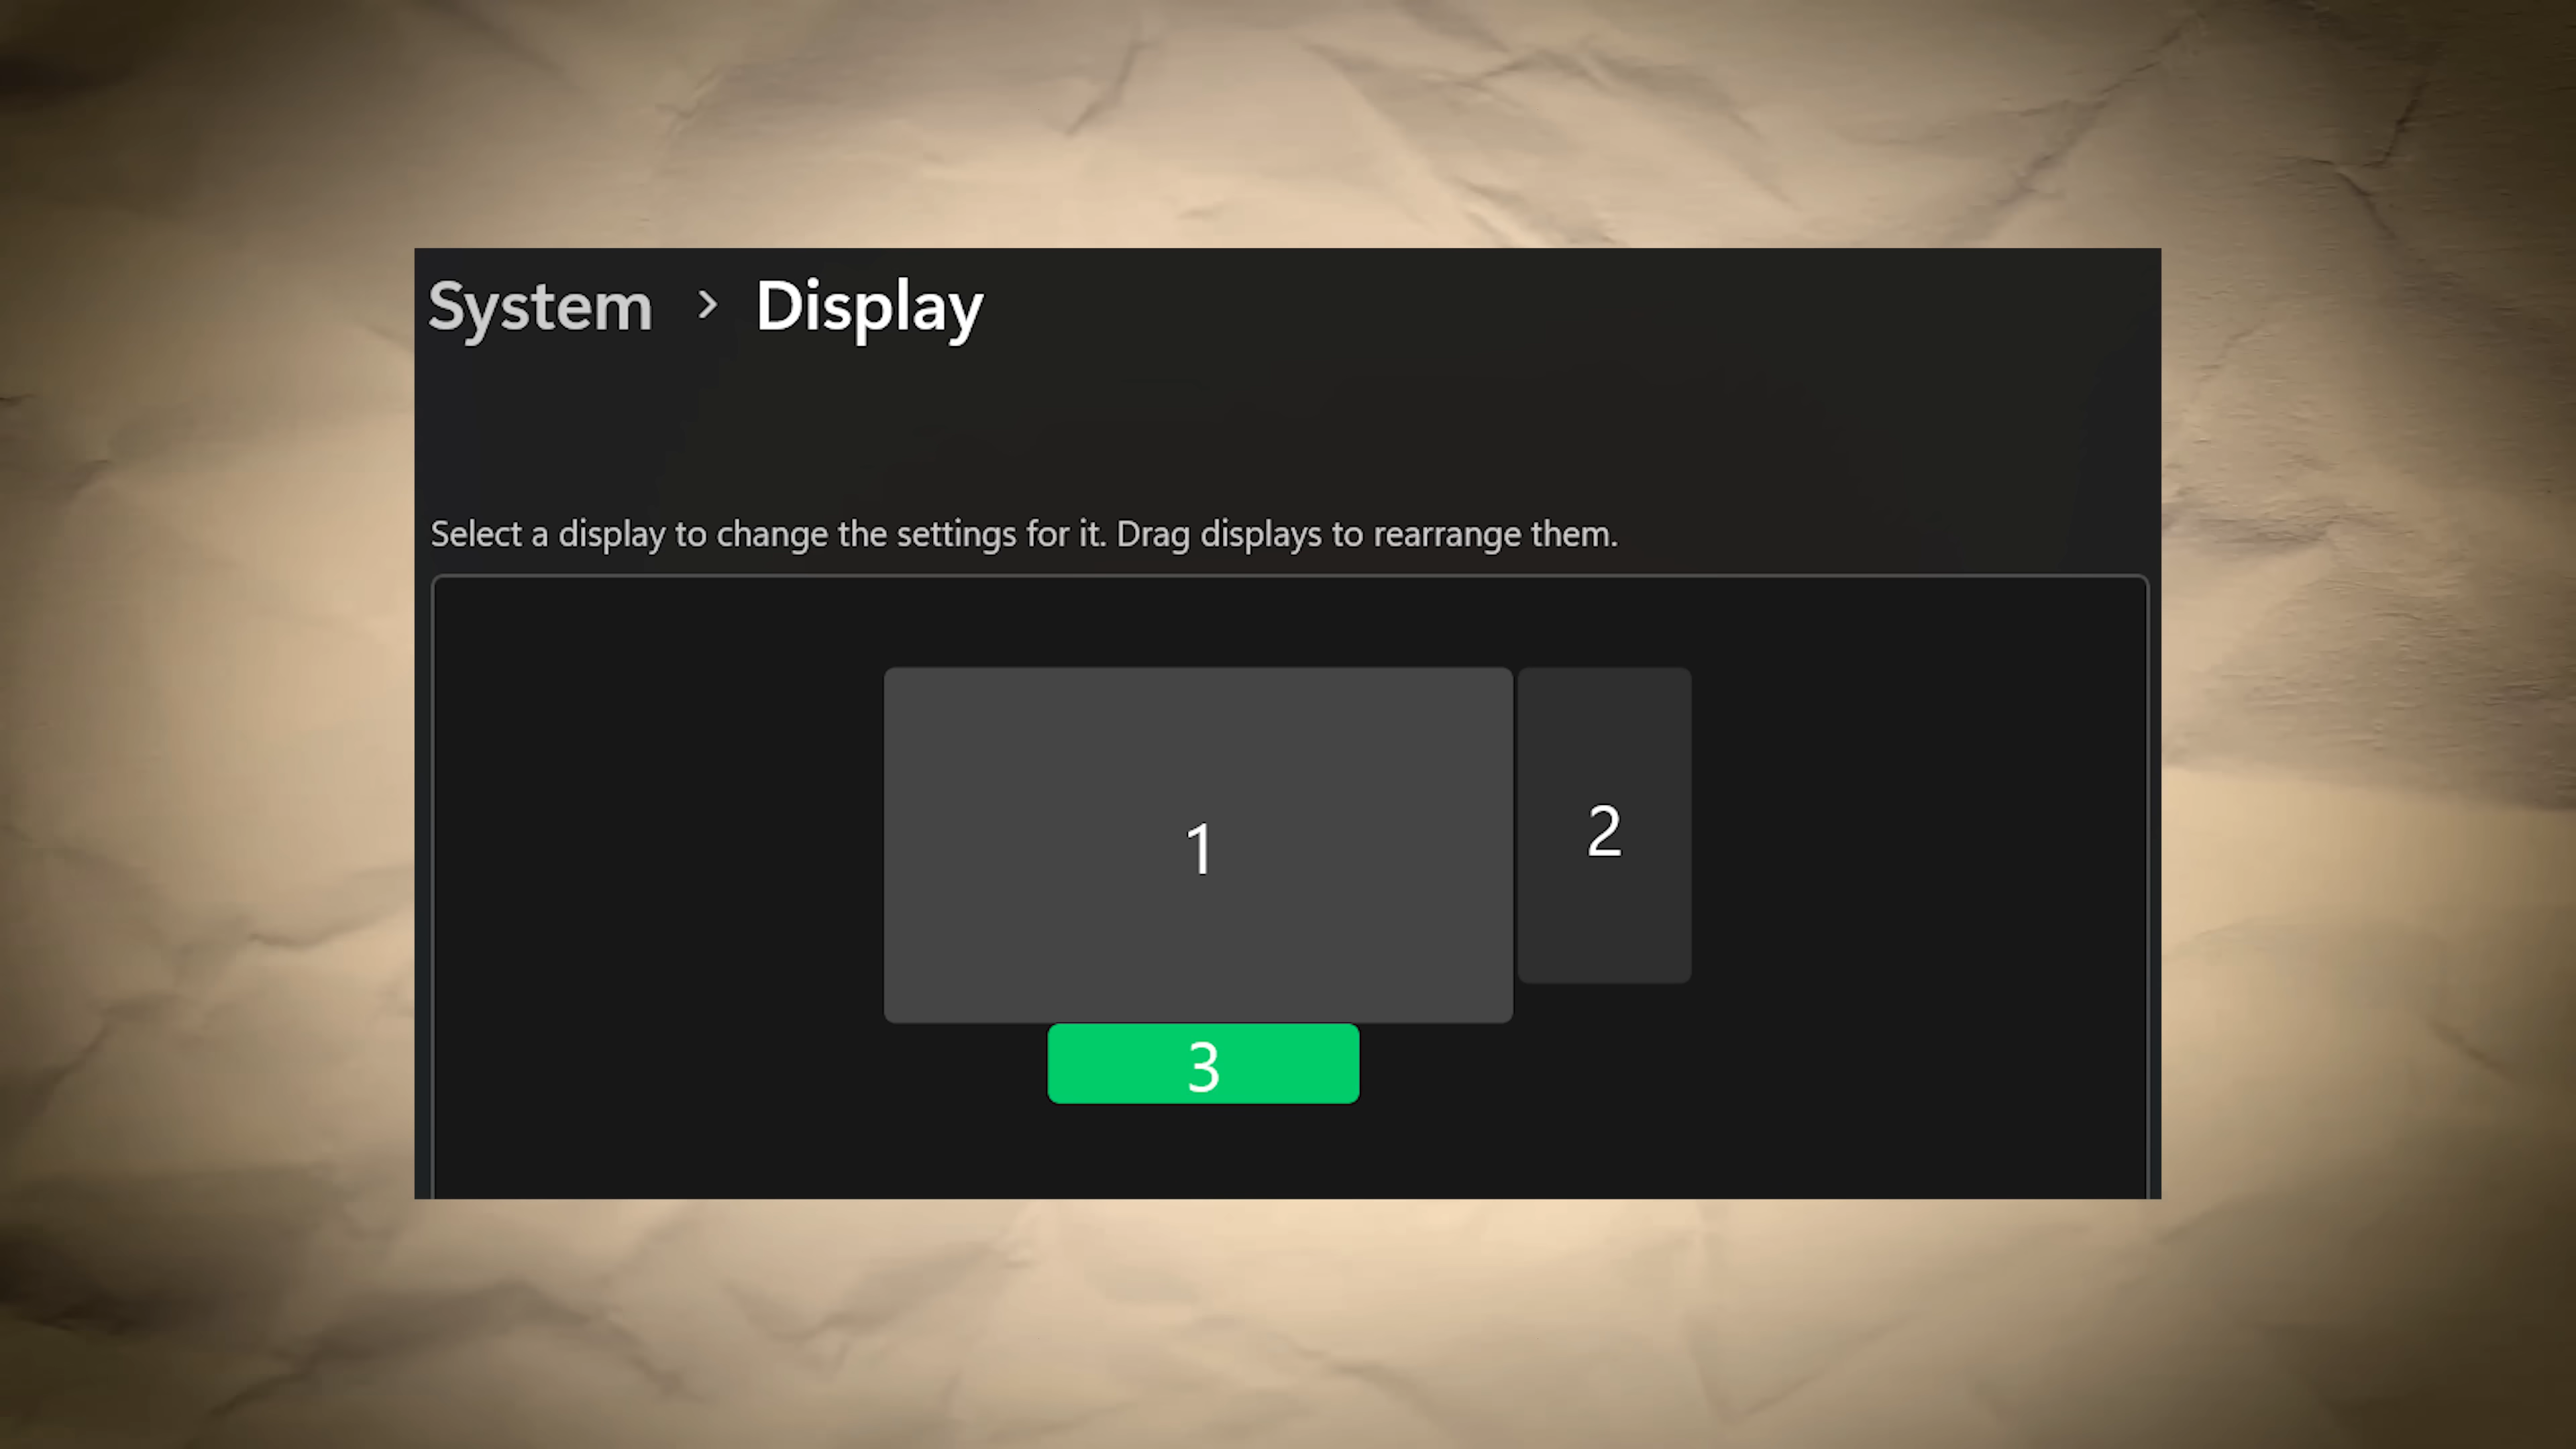 System > Display
Select a display to change the settings for it. Drag displays to rearrange them.
1
2
3